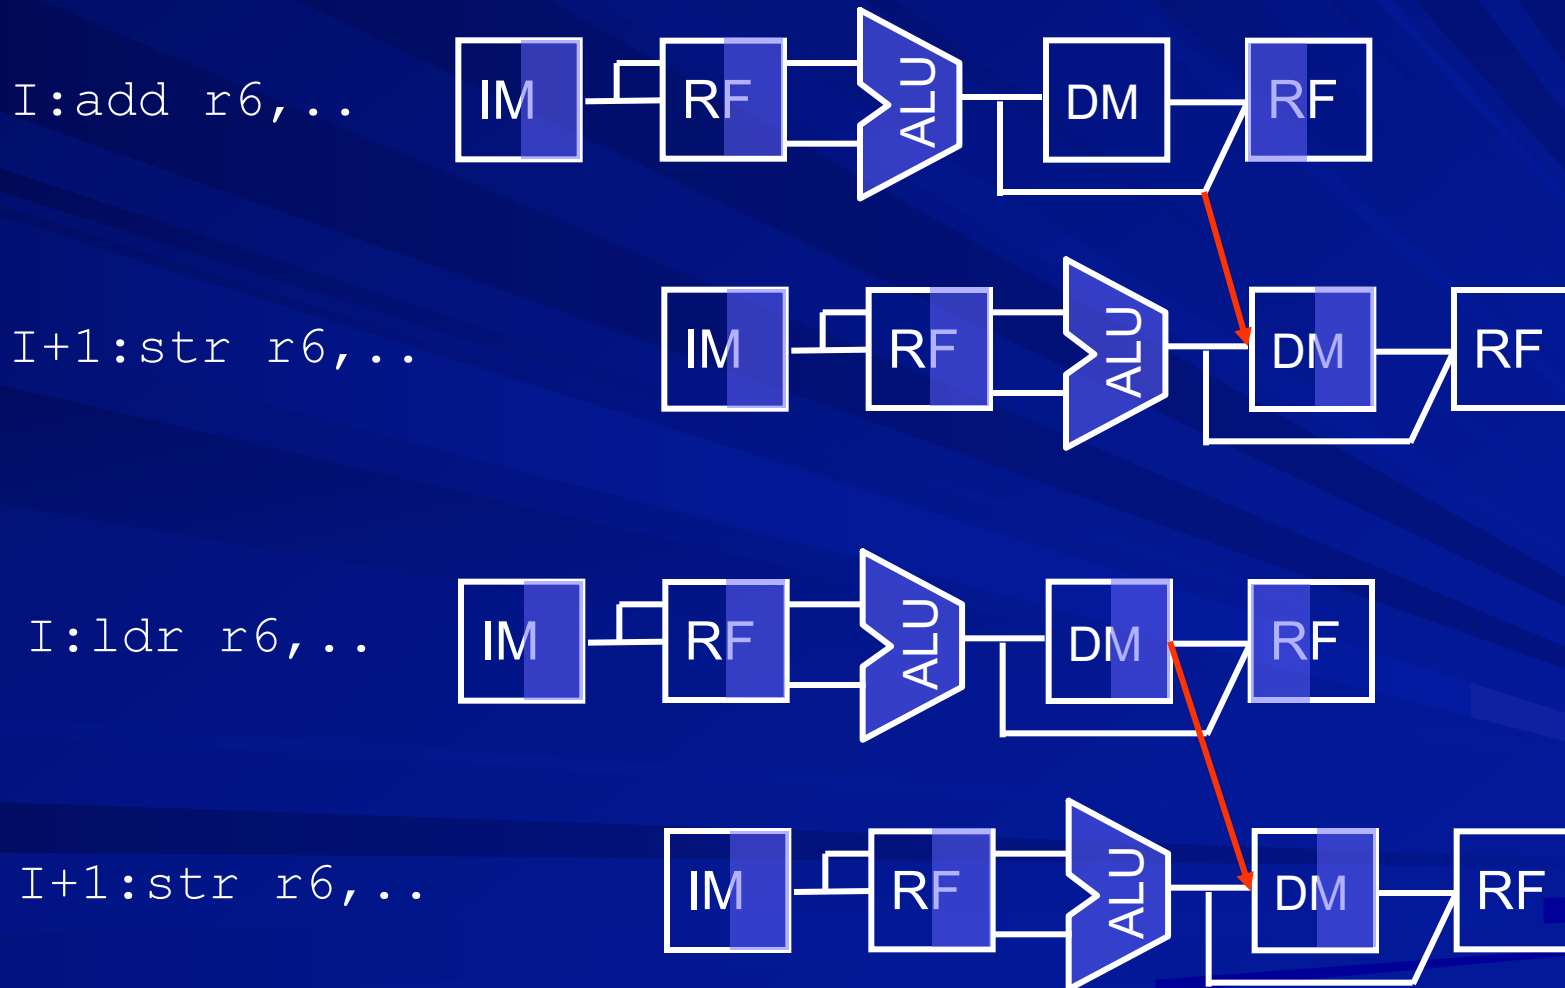 I:add r6,.. IM RF ALU DM RF
I+1:str r6,.. IM RF ALU DM RF
I:ldr r6,.. IM RF ALU DM RF
I+1:str r6,.. IM RF ALU DM RF